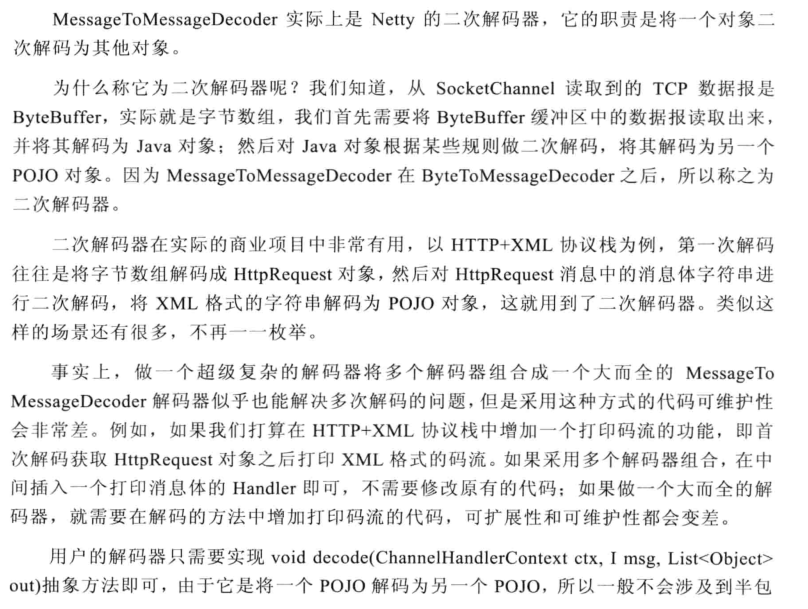 MessageToMessageDecoder 实际上是 Netty 的二次解码器，它的职责是将一个对象二
次解码为其他对象。
为什么称它为二次解码器呢？我们知道，从 SocketChannel 读取到的 TCP 数据报是
ByteBuffer，实际就是字节数组，我们首先需要将 ByteBuffer 缓冲区中的数据报读取出来，
并将其解码为 Java 对象；然后对 Java 对象根据某些规则做二次解码，将其解码为另一个
POJO 对象。因为 MessageToMessageDecoder 在 ByteToMessageDecoder 之后，所以称之为
二次解码器。
二次解码器在实际的商业项目中非常有用，以 HTTP+XML 协议栈为例，第一次解码
往往是将字节数组解码成 HttpRequest 对象，然后对 HttpRequest 消息中的消息体字符串进
行二次解码，将 XML 格式的字符串解码为 POJO 对象，这就用到了二次解码器。类似这
样的场景还有很多，不再一一枚举。
事实上，做一个超级复杂的解码器将多个解码器组合成一个大而全的 MessageTo
MessageDecoder 解码器似乎也能解决多次解码的问题，但是采用这种方式的代码可维护性
会非常差。例如，如果我们打算在 HTTP+XML 协议栈中增加一个打印码流的功能，即首
次解码获取 HttpRequest 对象之后打印 XML 格式的码流。如果采用多个解码器组合，在中
间插入一个打印消息体的 Handler 即可，不需要修改原有的代码；如果做一个大而全的解
码器，就需要在解码的方法中增加打印码流的代码，可扩展性和可维护性都会变差。
用户的解码器只需要实现 void decode(ChannelHandlerContext ctx, I msg, List<Object>
out)抽象方法即可，由于它是将一个 POJO 解码为另一个 POJO，所以一般不会涉及到半包